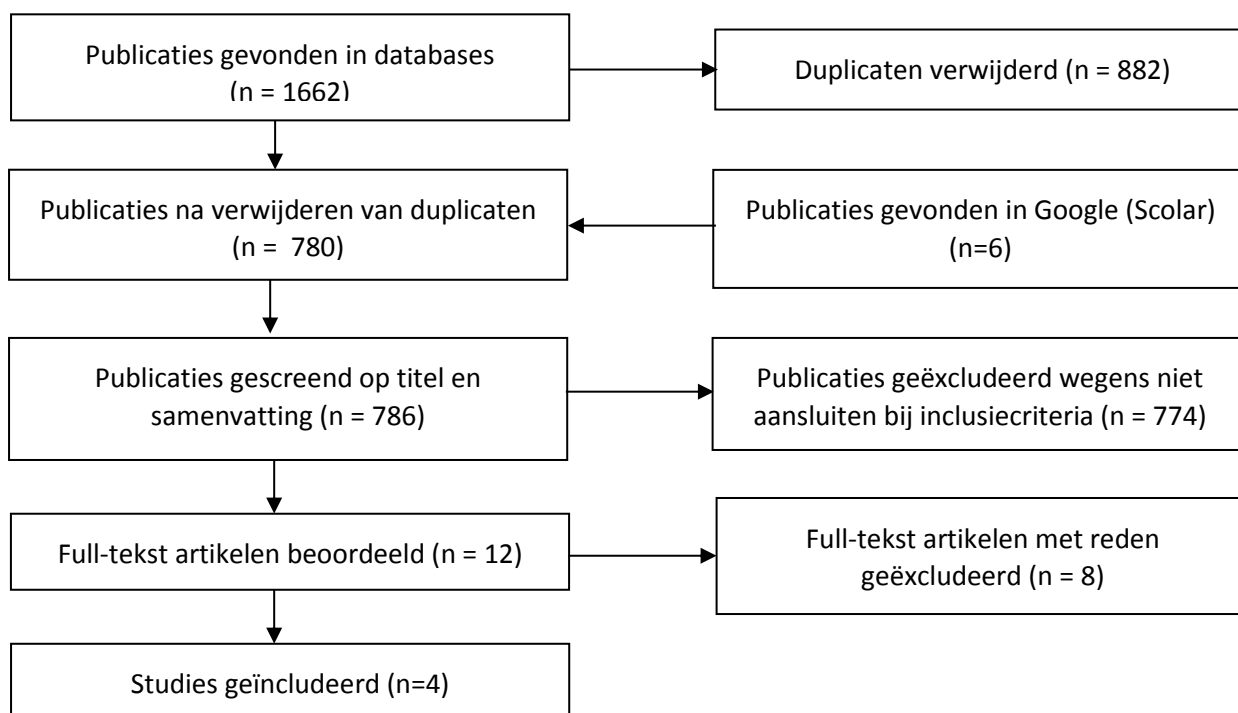 Publicaties gevonden in databases
(n = 1662)
Duplicaten verwijderd (n = 882)
Publicaties na verwijderen van duplicaten
(n = 780)
Publicaties gevonden in Google (Scolar)
(n=6)
Publicaties gescreend op titel en
samenvatting (n = 786)
Publicaties geëxcludeerd wegens niet
aansluiten bij inclusiecriteria (n = 774)
Full-tekst artikelen beoordeeld (n = 12)
Full-tekst artikelen met reden
geëxcludeerd (n = 8)
Studies geïncludeerd (n=4)